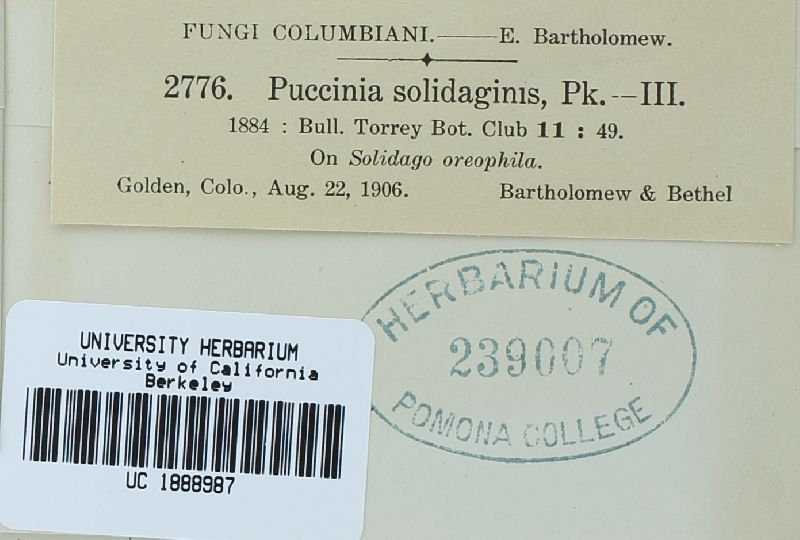 FUNGI COLUMBIANI.——E. Bartholomew.
2776. Puccinia solidaginis, Pk.—III.
1884 : Bull. Torrey Bot. Club 11 : 49.
On Solidago oreophila.
Golden, Colo., Aug. 22, 1906. Bartholomew & Bethel
HERBARIUM OF
239007
POMONA COLLEGE
UNIVERSITY HERBARIUM
University of California
Berkeley
UC 1888987